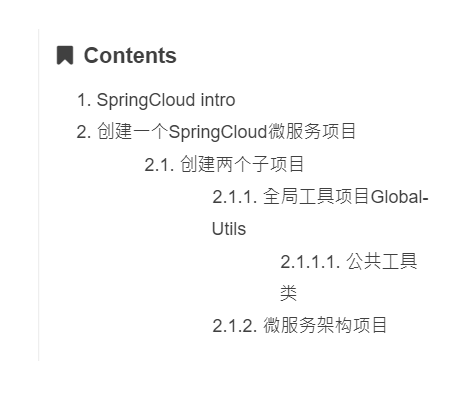 Contents
1. SpringCloud intro
2. 创建一个SpringCloud微服务项目
2.1. 创建两个子项目
2.1.1. 全局工具项目Global-
Utils
2.1.1.1. 公共工具
类
2.1.2. 微服务架构项目